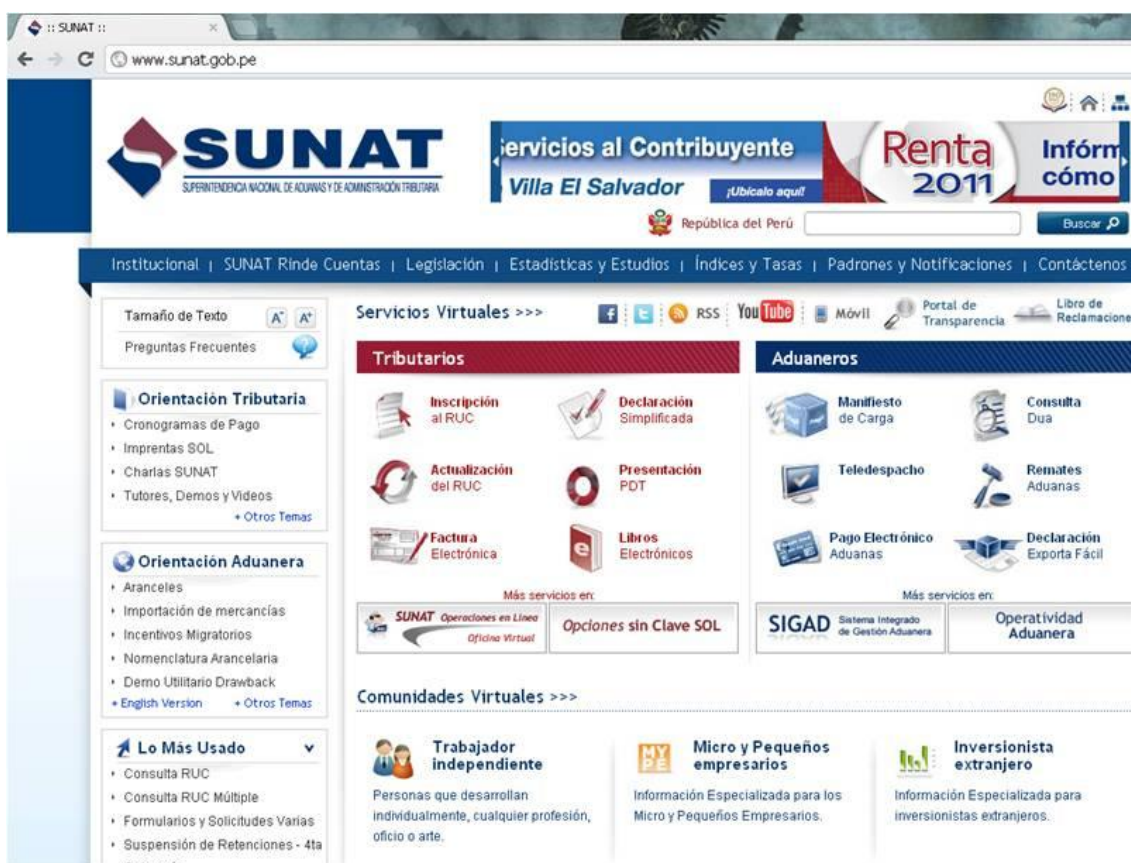 :: SUNAT ::
www.sunat.gob.pe
SUNAT
SUPERINTENDENCIA NACIONAL DE ADUANAS Y DE ADMINISTRACIÓN TRIBUTARIA
Servicios al Contribuyente
Villa El Salvador
¡Ubícalo aquí!
Renta
2011
Infórm
cómo
República del Perú
Buscar
Institucional | SUNAT Rinde Cuentas | Legislación | Estadísticas y Estudios | Índices y Tasas | Padrones y Notificaciones | Contáctenos
Tamaño de Texto A- A+
Preguntas Frecuentes
Servicios Virtuales >>>
RSS
You Tube
Móvil
Portal de
Transparencia
Libro de
Reclamacione
Orientación Tributaria
Cronogramas de Pago
Imprentas SOL
Charlas SUNAT
Tutores, Demos y Videos
+ Otros Temas
Orientación Aduanera
Aranceles
Importación de mercancías
Incentivos Migratorios
Nomenclatura Arancelaria
Demo Utilitario Drawback
+ English Version + Otros Temas
Lo Más Usado
Consulta RUC
Consulta RUC Múltiple
Formularios y Solicitudes Varias
Suspensión de Retenciones - 4ta
Tributarios
Inscripción
al RUC
Declaración
Simplificada
Actualización
del RUC
Presentación
PDT
Factura
Electrónica
Libros
Electrónicos
Más servicios en:
SUNAT Operaciones en Línea
Oficina Virtual
Opciones sin Clave SOL
Aduaneros
Manifiesto
de Carga
Consulta
Dua
Teledespacho
Remates
Aduanas
Pago Electrónico
Aduanas
Declaración
Exporta Fácil
Más servicios en:
SIGAD Sistema Integrado
de Gestión Aduanera
Operatividad
Aduanera
Comunidades Virtuales >>>
Trabajador
independiente
Personas que desarrollan
individualmente, cualquier profesión,
oficio o arte.
MY
PE
Micro y Pequeños
empresarios
Información Especializada para los
Micro y Pequeños Empresarios.
Inversionista
extranjero
Información Especializada para
inversionistas extranjeros.